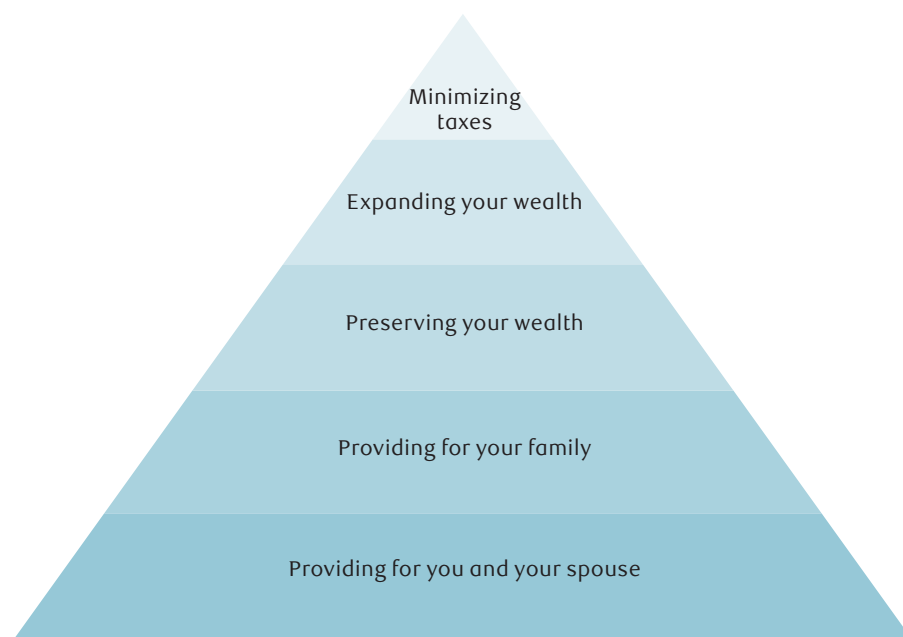 Minimizing
taxes
Expanding your wealth
Preserving your wealth
Providing for your family
Providing for you and your spouse